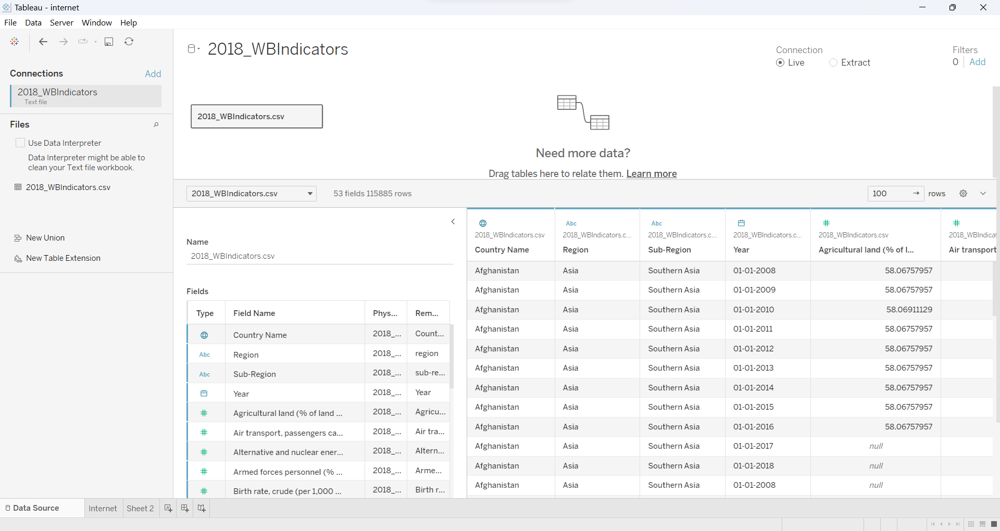 Tableau - internet
File Data Server Window Help
Connections Add
2018_WBIndicators
Text file
Files
Use Data Interpreter
Data Interpreter might be able to
clean your Text file workbook.
2018_WBIndicators.csv
New Union
New Table Extension
2018_WBIndicators
Connection
Live Extract
Filters
0 Add
2018_WBIndicators.csv
Need more data?
Drag tables here to relate them. Learn more
2018_WBIndicators.csv 53 fields 115885 rows 100 → rows
Name
2018_WBIndicators.csv
Fields
Type Field Name Phys... Rem...
Country Name 2018_... Count...
Abc Region 2018_... region
Abc Sub-Region 2018_... sub-re...
Year 2018_... Year
# Agricultural land (% of land ... 2018_... Agricu...
# Air transport, passengers ca... 2018_... Air tra...
# Alternative and nuclear ener... 2018_... Altern...
# Armed forces personnel (% ... 2018_... Arme...
# Birth rate, crude (per 1,000 ... 2018_... Birth r...
Abc Abc # #
2018_WBIndicators.csv 2018_WBIndicators.c... 2018_WBIndicators.c... 2018_WBIndicators.c... 2018_WBIndicators.csv 2018_WBIndicat
Country Name Region Sub-Region Year Agricultural land (% of l... Air transport
Afghanistan Asia Southern Asia 01-01-2008 58.06757957
Afghanistan Asia Southern Asia 01-01-2009 58.06757957
Afghanistan Asia Southern Asia 01-01-2010 58.06911129
Afghanistan Asia Southern Asia 01-01-2011 58.06757957
Afghanistan Asia Southern Asia 01-01-2012 58.06757957
Afghanistan Asia Southern Asia 01-01-2013 58.06757957
Afghanistan Asia Southern Asia 01-01-2014 58.06757957
Afghanistan Asia Southern Asia 01-01-2015 58.06757957
Afghanistan Asia Southern Asia 01-01-2016 58.06757957
Afghanistan Asia Southern Asia 01-01-2017 null
Afghanistan Asia Southern Asia 01-01-2018 null
Afghanistan Asia Southern Asia 01-01-2008 null
Data Source Internet Sheet 2